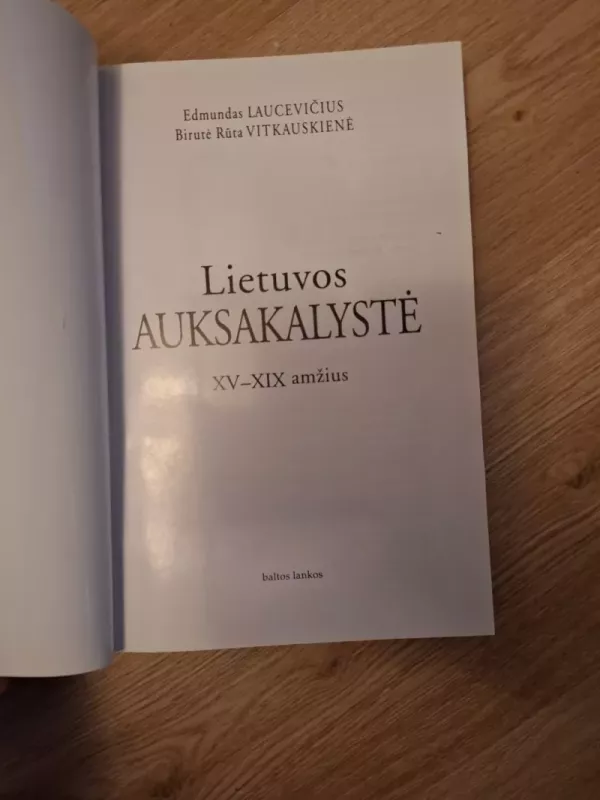 Edmundas LAUCEVIČIUS
Birutė Rūta VITKAUSKIENĖ
Lietuvos
AUKSAKALYSTĖ
XV–XIX amžius
baltos lankos